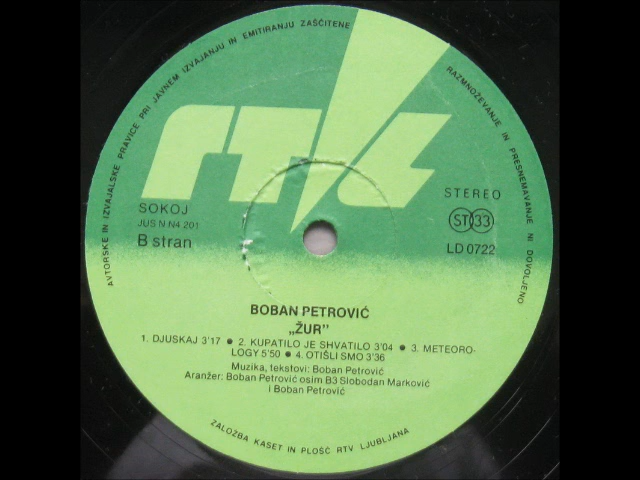 AVTORSKE IN IZVAJALSKE PRAVICE PRI JAVNEM IZVAJANJU IN EMITIRANJU ZAŠČITENE
RAZMNOŽEVANJE IN PRESNEMAVANJE NI DOVOLJENO
rtl
SOKOJ
JUS N N4 201
B stran
STEREO
ST 33
LD 0722
BOBAN PETROVIĆ
„ŽUR”
1. DJUSKAJ 3'17 ● 2. KUPATILO JE SHVATILO 3'04 ● 3. METEORO-
LOGY 5'50 ● 4. OTIŠLI SMO 3'36
Muzika, tekstovi: Boban Petrović
Aranžer: Boban Petrović osim B3 Slobodan Marković
i Boban Petrović
ZALOŽBA KASET IN PLOŠČ RTV LJUBLJANA